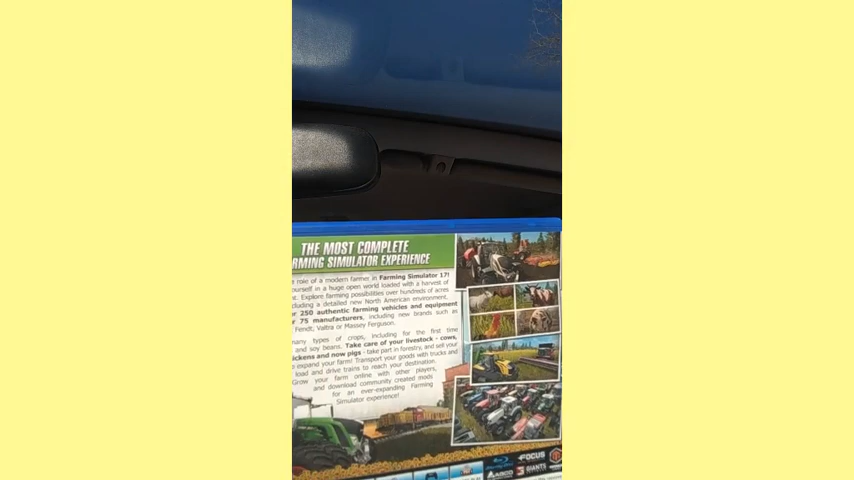 THE MOST COMPLETE
RMING SIMULATOR EXPERIENCE
role of a modern farmer in Farming Simulator 17!
ourself in a huge open world loaded with a harvest of
Explore farming possibilities over hundreds of acres
cluding a detailed new North American environment.
250 authentic farming vehicles and equipment
75 manufacturers, including new brands such as
Fendt, Valtra or Massey Ferguson.
many types of crops, including for the first time
and soy beans. Take care of your livestock - cows,
ickens and now pigs - take part in forestry, and sell your
expand your farm! Transport your goods with trucks and
load and drive trains to reach your destination.
Grow your farm online with other players,
and download community created mods
for an ever-expanding Farming
Simulator experience!
FOCUS
GIANTS